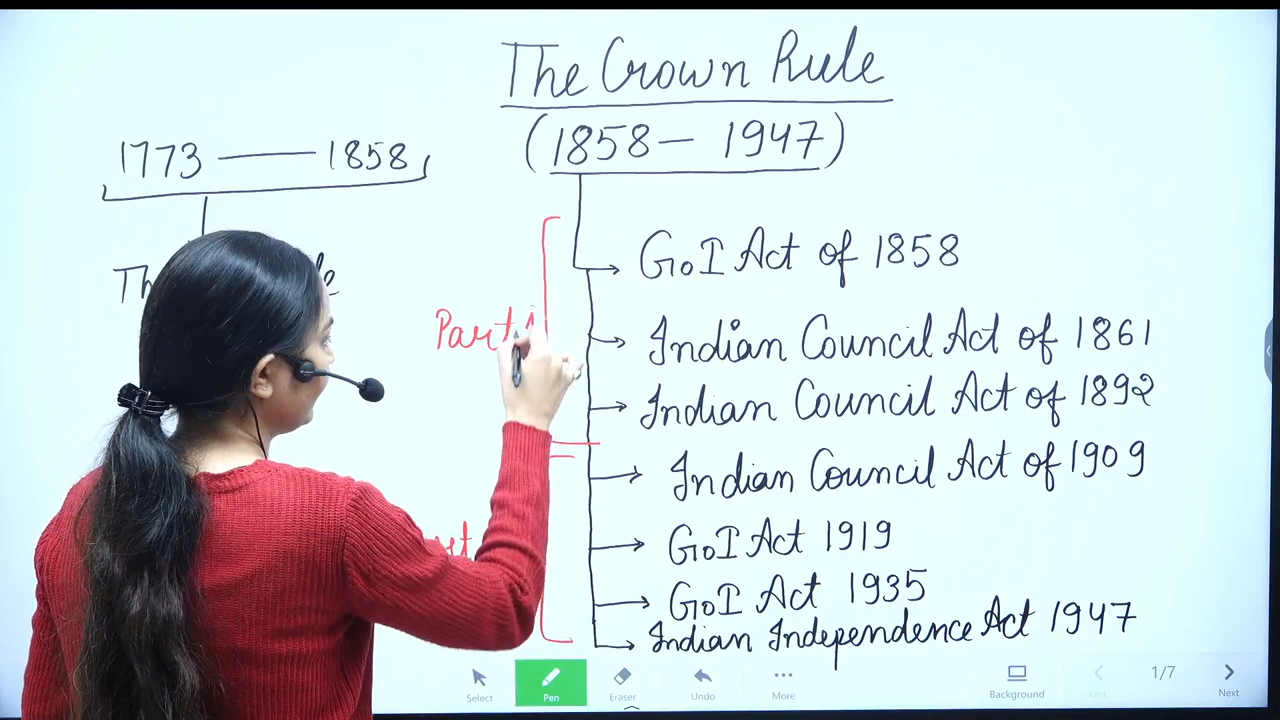 The Crown Rule
(1858 - 1947)
1773 — 1858
GoI Act of 1858
Part
Indian Council Act of 1861
Indian Council Act of 1892
Indian Council Act of 1909
GoI Act 1919
GoI Act 1935
Indian Independence Act 1947
Select
Pen
Eraser
Undo
More
Background
Last
1/7
Next